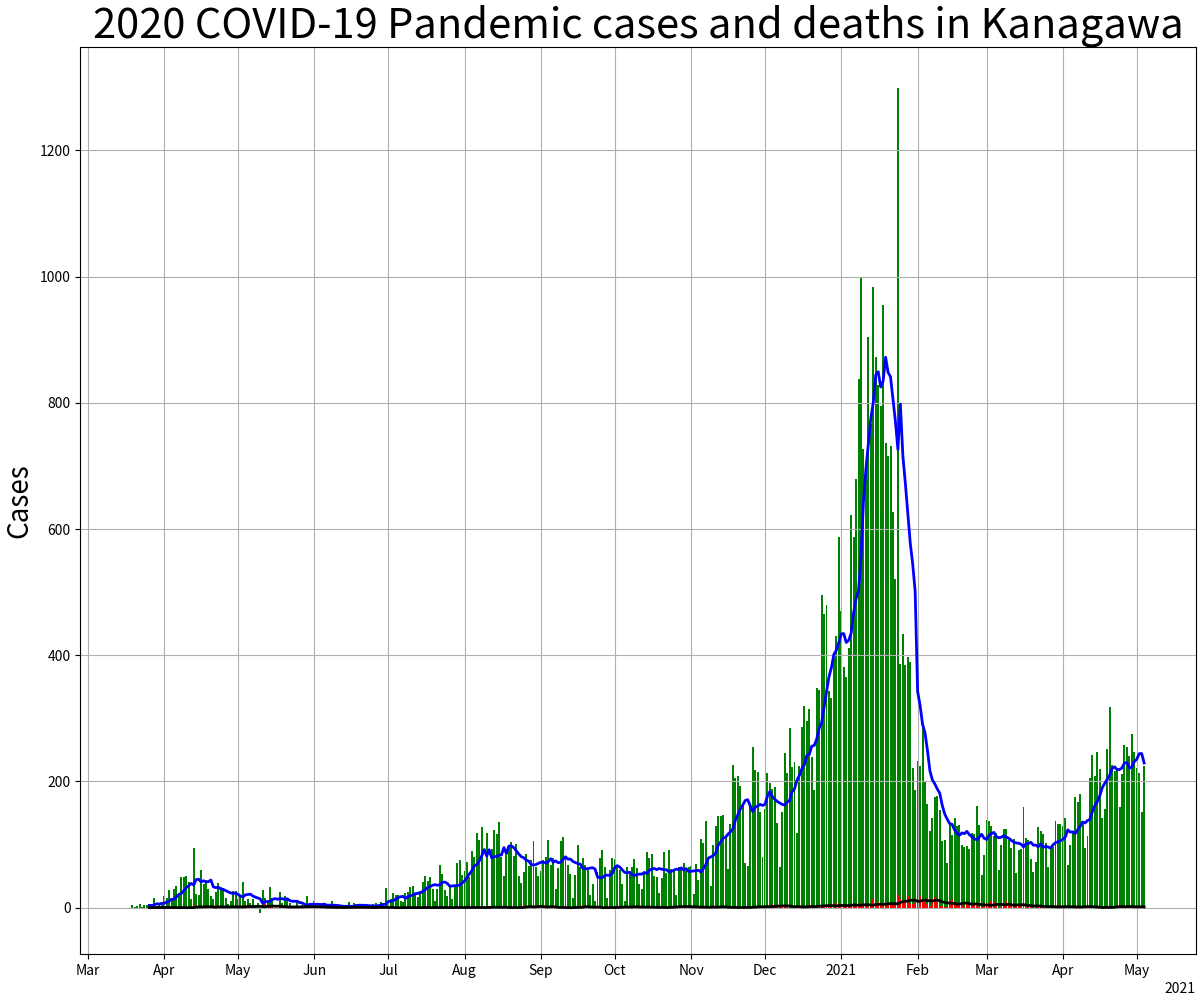 2020 COVID-19 Pandemic cases and deaths in Kanagawa
Cases
1200
1000
800
600
400
200
0
Mar Apr May Jun Jul Aug Sep Oct Nov Dec 2021 Feb Mar Apr May
2021